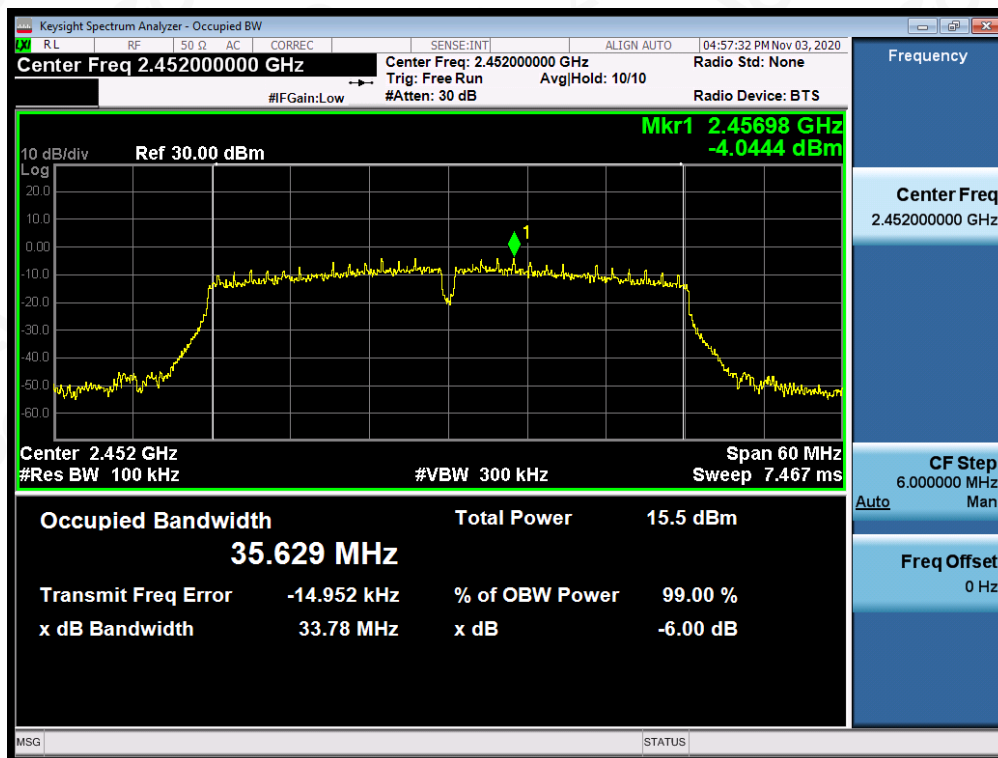 Keysight Spectrum Analyzer - Occupied BW
LXI RL RF 50 Ω AC CORREC SENSE:INT ALIGN AUTO 04:57:32 PM Nov 03, 2020
Center Freq 2.452000000 GHz
Center Freq: 2.452000000 GHz Radio Std: None
Trig: Free Run Avg|Hold: 10/10
#IFGain:Low #Atten: 30 dB Radio Device: BTS
Mkr1 2.45698 GHz
-4.0444 dBm
10 dB/div Ref 30.00 dBm
Log
20.0
10.0
1
0.00
-10.0
-20.0
-30.0
-40.0
-50.0
-60.0
Center 2.452 GHz Span 60 MHz
#Res BW 100 kHz #VBW 300 kHz Sweep 7.467 ms
Occupied Bandwidth Total Power 15.5 dBm
35.629 MHz
Transmit Freq Error -14.952 kHz % of OBW Power 99.00 %
x dB Bandwidth 33.78 MHz x dB -6.00 dB
Frequency
Center Freq
2.452000000 GHz
CF Step
6.000000 MHz
Auto Man
Freq Offset
0 Hz
MSG STATUS